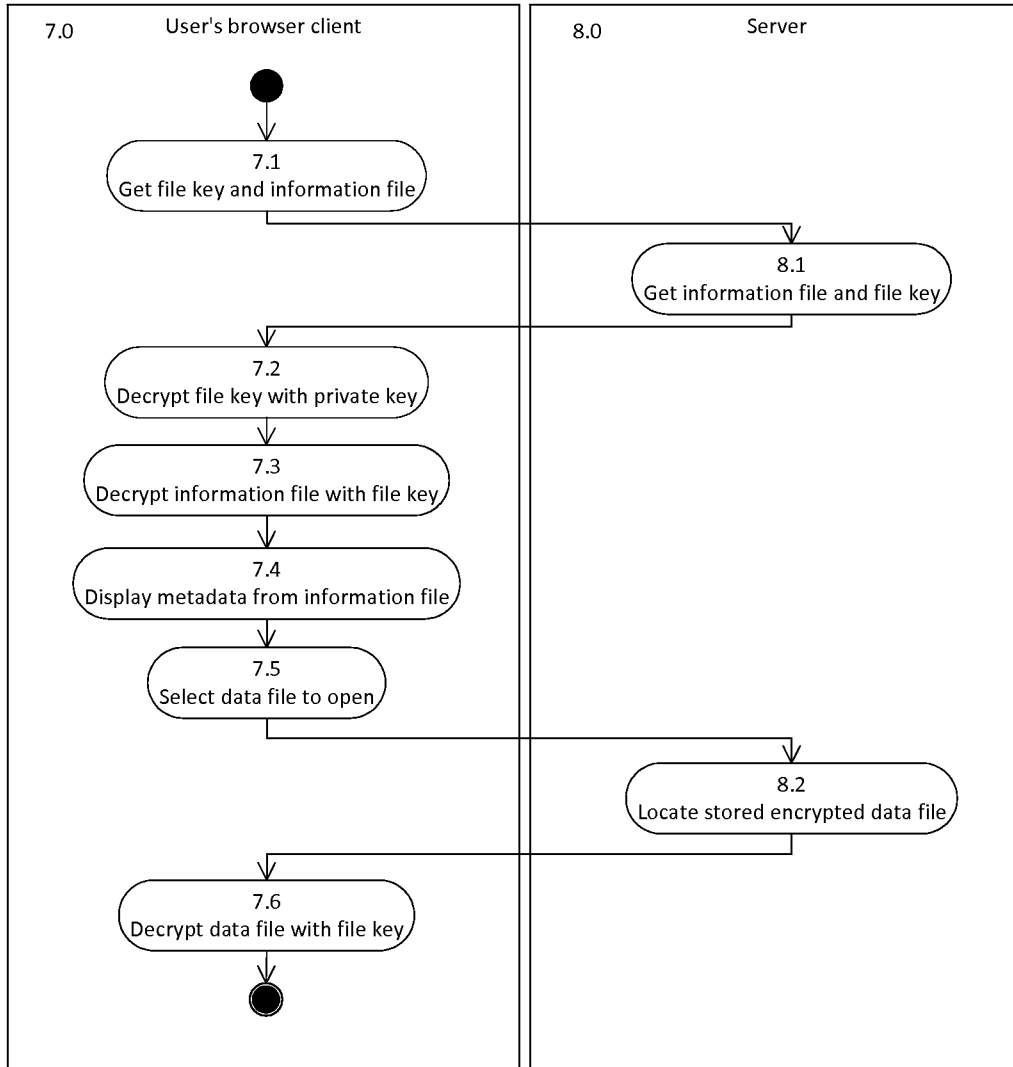 7.0
User's browser client
8.0
Server
7.1
Get file key and information file
8.1
Get information file and file key
7.2
Decrypt file key with private key
7.3
Decrypt information file with file key
7.4
Display metadata from information file
7.5
Select data file to open
8.2
Locate stored encrypted data file
7.6
Decrypt data file with file key